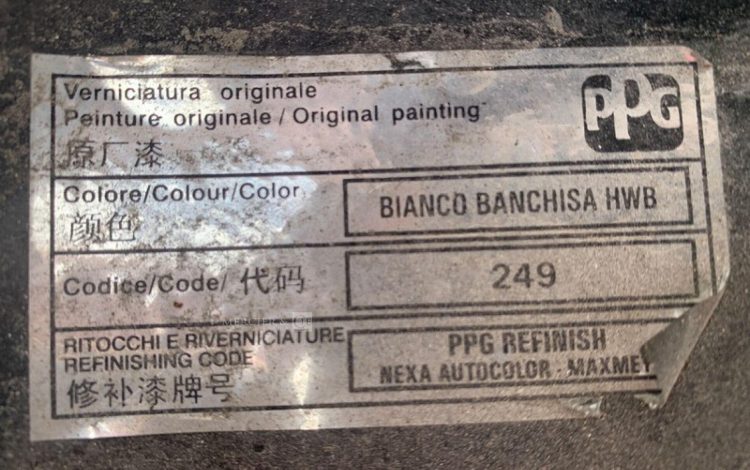 Verniciatura originale
Peinture originale / Original painting
原厂漆
PPG
Colore/Colour/Color
颜色
BIANCO BANCHISA HWB
Codice/Code/ 代码
249
RITOCCHI E RIVERNICIATURE
REFINISHING CODE
修补漆牌号
PPG REFINISH
NEXA AUTOCOLOR - MAXMEY